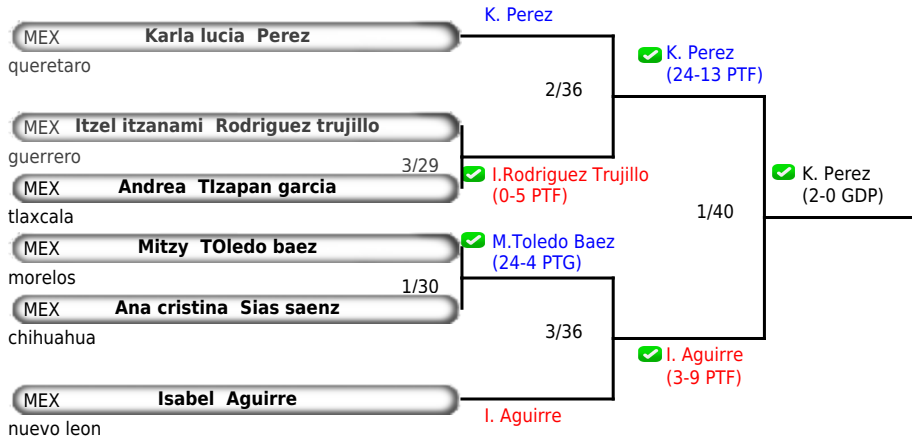 K. Perez
MEX Karla lucia Perez
queretaro
K. Perez
(24-13 PTF)
2/36
MEX Itzel itzanami Rodriguez trujillo
guerrero
3/29
I.Rodriguez Trujillo
(0-5 PTF)
K. Perez
(2-0 GDP)
MEX Andrea TIzapan garcia
tlaxcala
1/40
MEX Mitzy TOledo baez
M.Toledo Baez
(24-4 PTG)
morelos
1/30
MEX Ana cristina Sias saenz
chihuahua
3/36
I. Aguirre
(3-9 PTF)
MEX Isabel Aguirre
I. Aguirre
nuevo leon